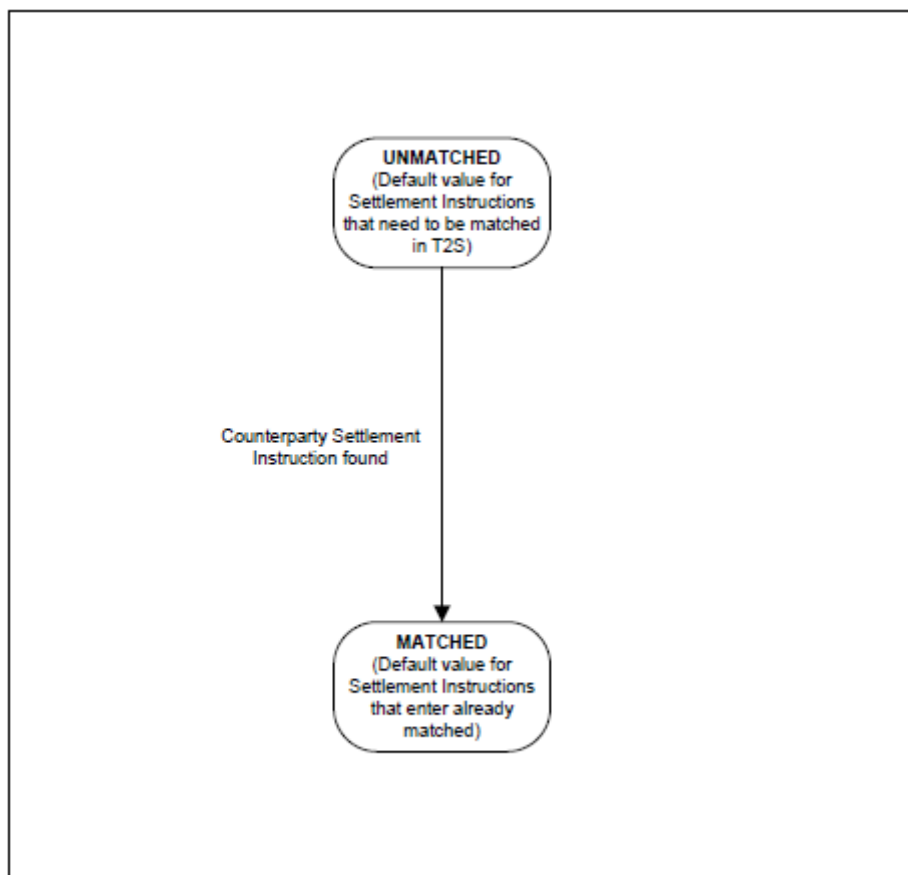 UNMATCHED
(Default value for
Settlement Instructions
that need to be matched
in T2S)
Counterparty Settlement
Instruction found
MATCHED
(Default value for
Settlement Instructions
that enter already
matched)